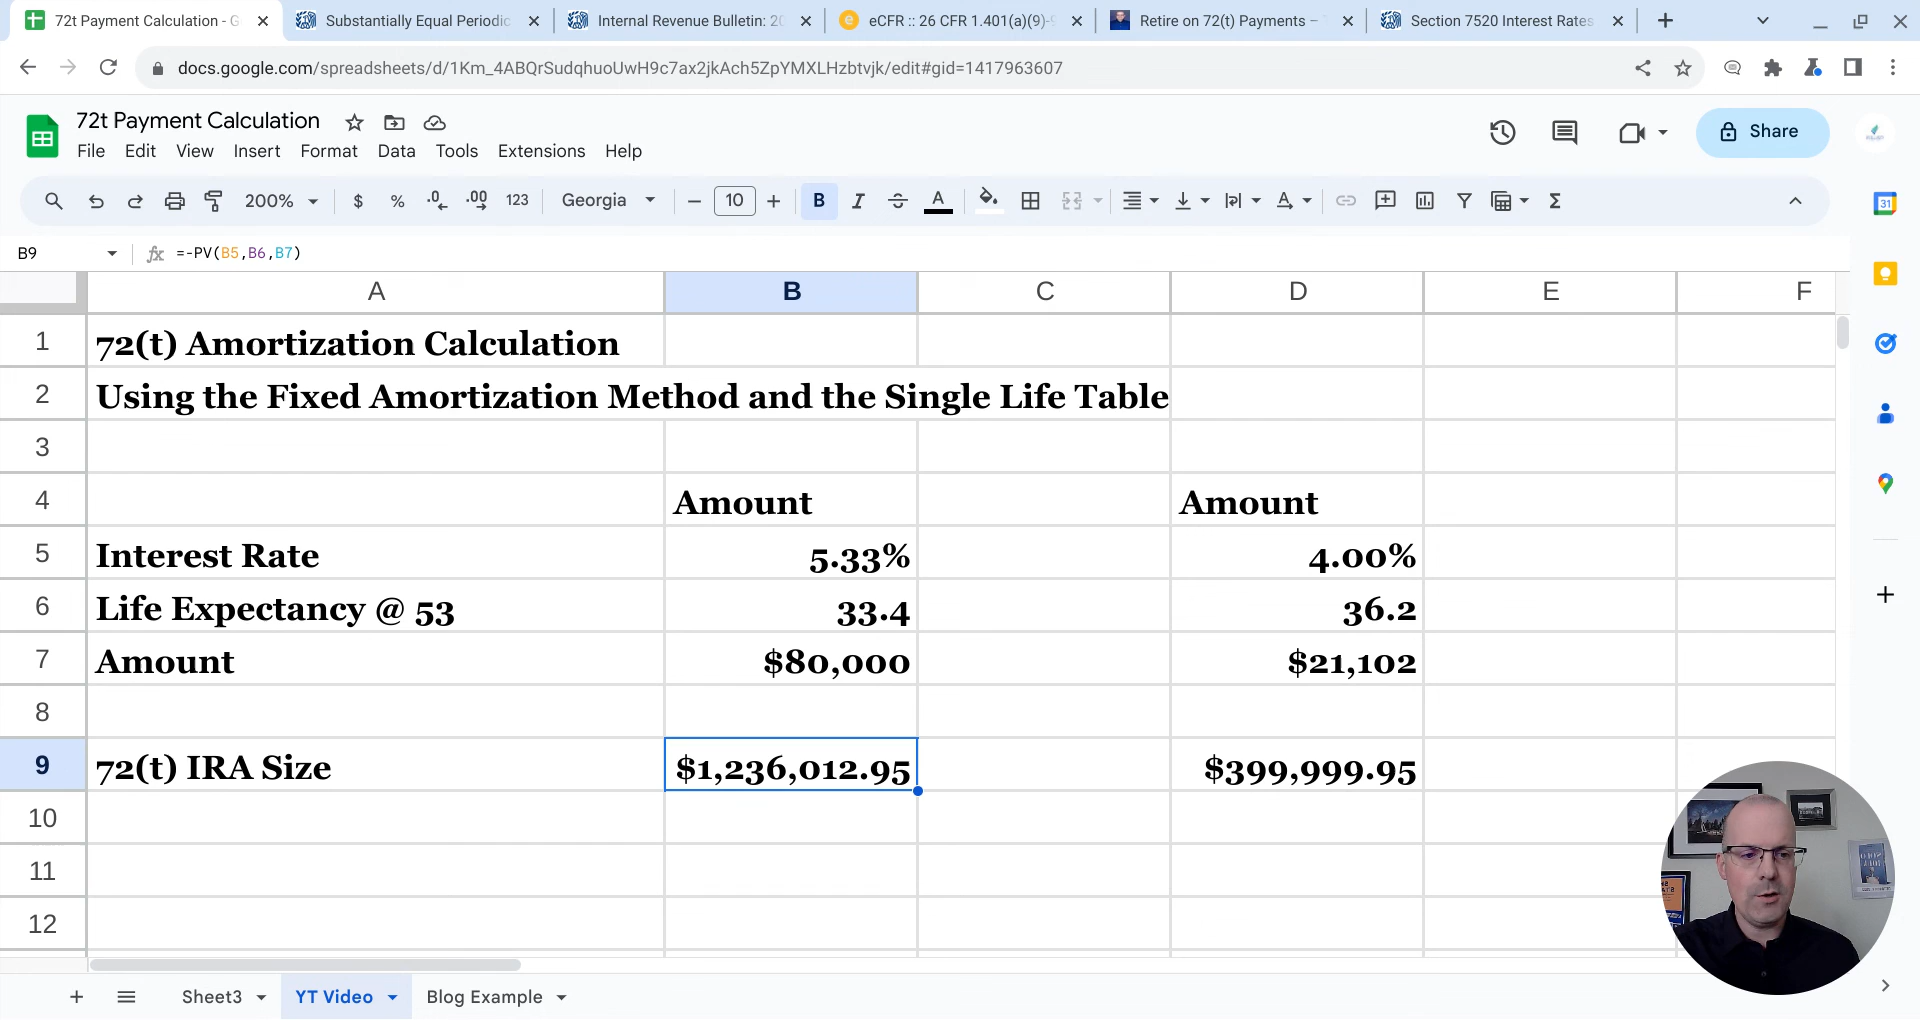 72t Payment Calculation - G
Substantially Equal Periodic
Internal Revenue Bulletin: 20
eCFR :: 26 CFR 1.401(a)(9)-9
Retire on 72(t) Payments –
Section 7520 Interest Rates
docs.google.com/spreadsheets/d/1Km_4ABQrSudqhuoUwH9c7ax2jkAch5ZpYMXLHzbtvjk/edit#gid=1417963607
72t Payment Calculation
File Edit View Insert Format Data Tools Extensions Help
Share
200% $ % .0 .00 123 Georgia 10 B I A Σ
31
B9 fx =-PV(B5,B6,B7)
A B C D E F
1 72(t) Amortization Calculation
2 Using the Fixed Amortization Method and the Single Life Table
3
4 Amount Amount
5 Interest Rate 5.33% 4.00%
6 Life Expectancy @ 53 33.4 36.2
7 Amount $80,000 $21,102
8
9 72(t) IRA Size $1,236,012.95 $399,999.95
10
11
12
Sheet3 YT Video Blog Example